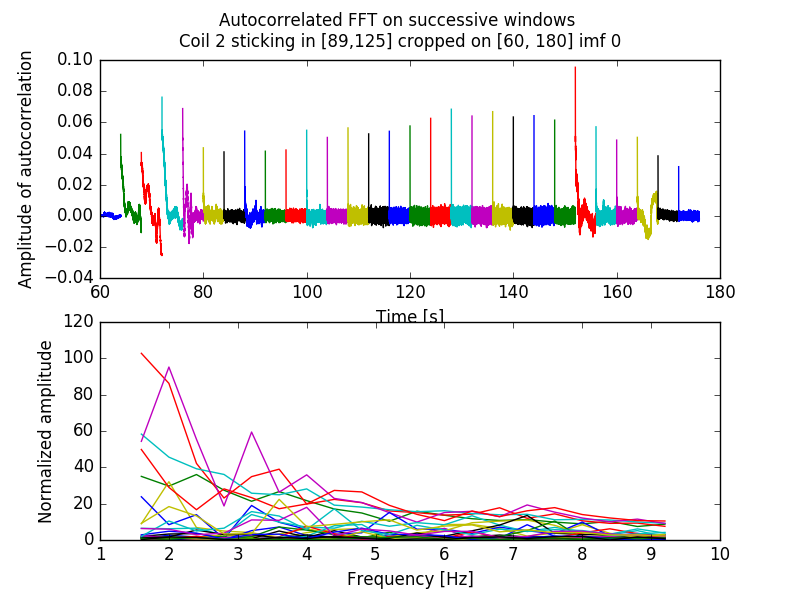 Autocorrelated FFT on successive windows
Coil 2 sticking in [89,125] cropped on [60, 180] imf 0
Amplitude of autocorrelation
0.10
0.08
0.06
0.04
0.02
0.00
−0.02
−0.04
60 80 100 120 140 160 180
Time [s]
Normalized amplitude
120
100
80
60
40
20
0
1 2 3 4 5 6 7 8 9 10
Frequency [Hz]